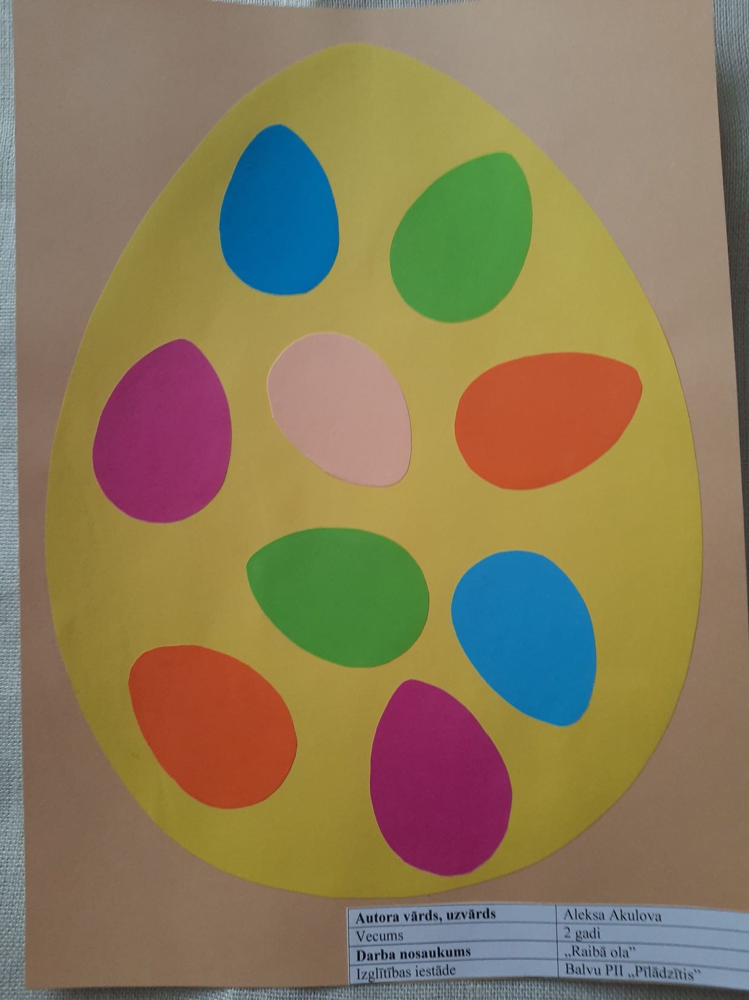 Autora vārds, uzvārds Aleksa Akulova
Vecums 2 gadi
Darba nosaukums „Raibā ola”
Izglītības iestāde Balvu PII „Pīlādzītis”